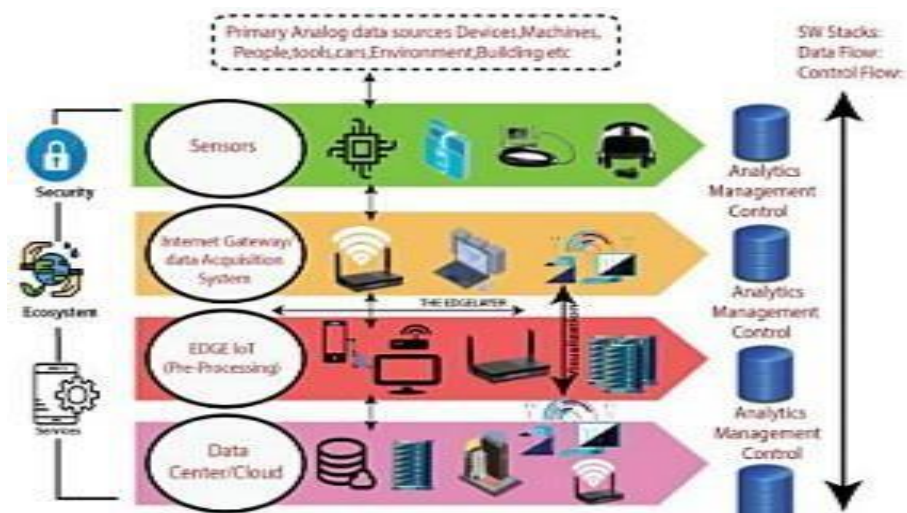 Primary Analog data sources Devices,Machines,
People,tools,cars,Environment,Building etc
SW Stacks:
Data Flow:
Control Flow:
Sensors
Security
Analytics
Management
Control
Internet Gateway/
data Acquisition
System
Ecosystem
Analytics
Management
Control
THE EDGELAYER
Visualization
EDGE IoT
(Pre-Processing)
Services
Analytics
Management
Control
Data
Center/Cloud